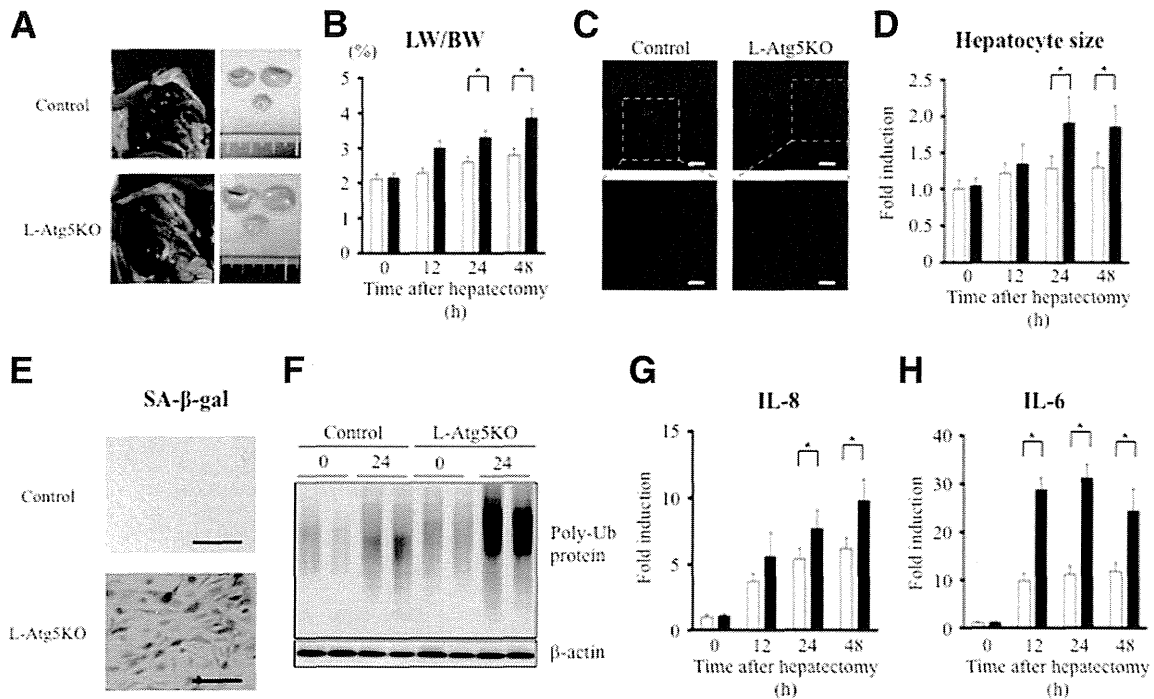 A
Control
L-Atg5KO
B
LW/BW
(%)
5
4
3
2
1
0
* *
0 12 24 48
Time after hepatectomy
(h)
C
Control L-Atg5KO
D
Hepatocyte size
Fold induction
2.5
2.0
1.5
1.0
0.5
0
* *
0 12 24 48
Time after hepatectomy
(h)
E
SA-β-gal
Control
L-Atg5KO
F
Control L-Atg5KO
0 24 0 24
Poly-Ub
protein
β-actin
G
IL-8
Fold induction
15
10
5
0
* *
0 12 24 48
Time after hepatectomy
(h)
H
IL-6
Fold induction
40
30
20
10
0
* * *
0 12 24 48
Time after hepatectomy
(h)